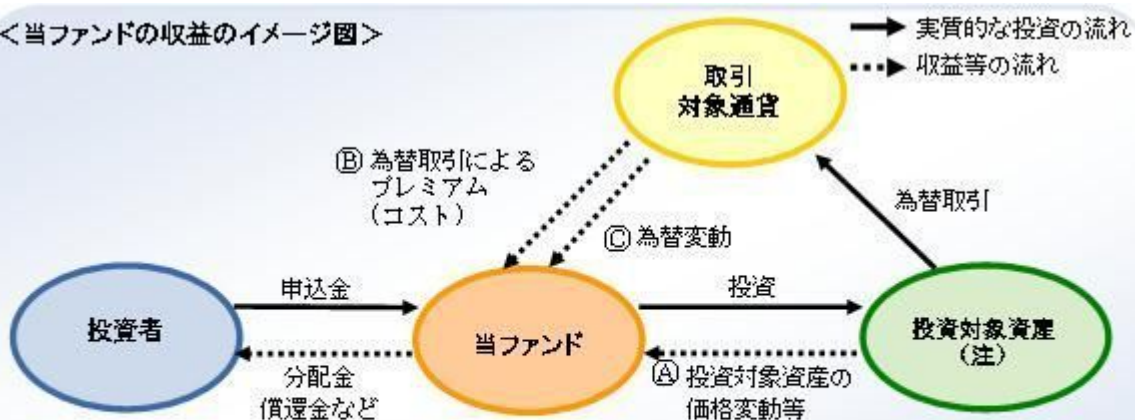 ＜当ファンドの収益のイメージ図＞
実質的な投資の流れ
収益等の流れ
取引
対象通貨
Ⓑ 為替取引による
プレミアム
（コスト）
為替取引
Ⓒ 為替変動
申込金
投資
投資者
当ファンド
投資対象資産
（注）
分配金
償還金など
Ⓐ 投資対象資産の
価格変動等